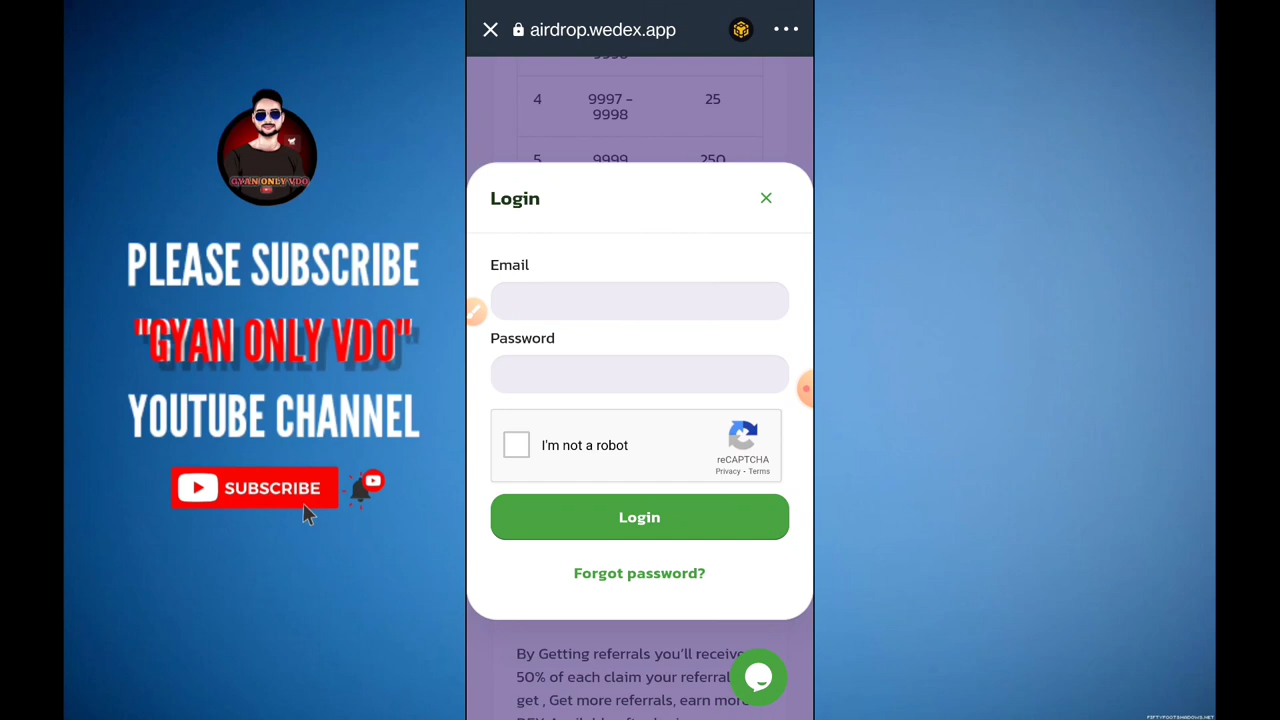 airdrop.wedex.app
4
9997 -
9998
25
5
9999
250
Login
Email
Password
I'm not a robot
reCAPTCHA
Privacy - Terms
Login
Forgot password?
By Getting referrals you'll receive
50% of each claim your referral
get , Get more referrals, earn more
GYAN ONLY VDO
PLEASE SUBSCRIBE
"GYAN ONLY VDO"
YOUTUBE CHANNEL
SUBSCRIBE
FIFTYFOOTSHADOWS.NET